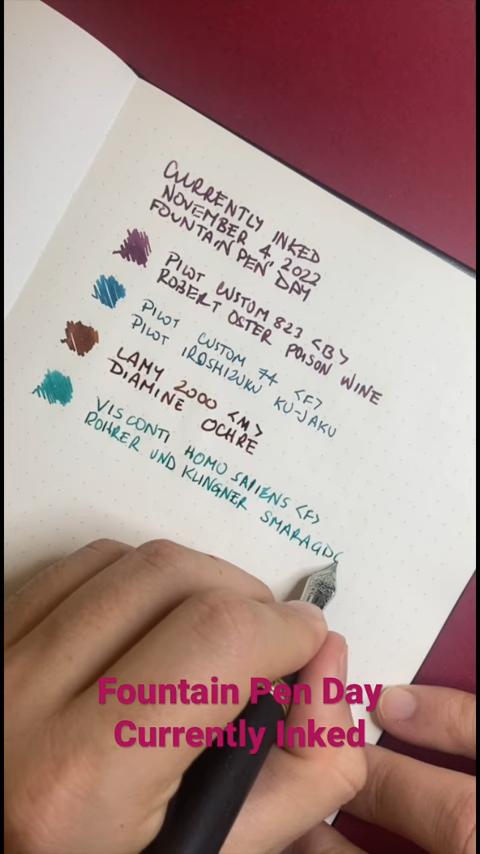 CURRENTLY INKED
NOVEMBER 4, 2022
FOUNTAIN PEN DAY
PILOT CUSTOM 823 <B>
ROBERT OSTER POISON WINE
PILOT CUSTOM 74 <F>
PILOT IROSHIZUKU KU-JAKU
LAMY 2000 <M>
DIAMINE OCHRE
VISCONTI HOMO SAPIENS <F>
ROHRER UND KLINGNER SMARAGDG
Fountain Pen Day
Currently Inked